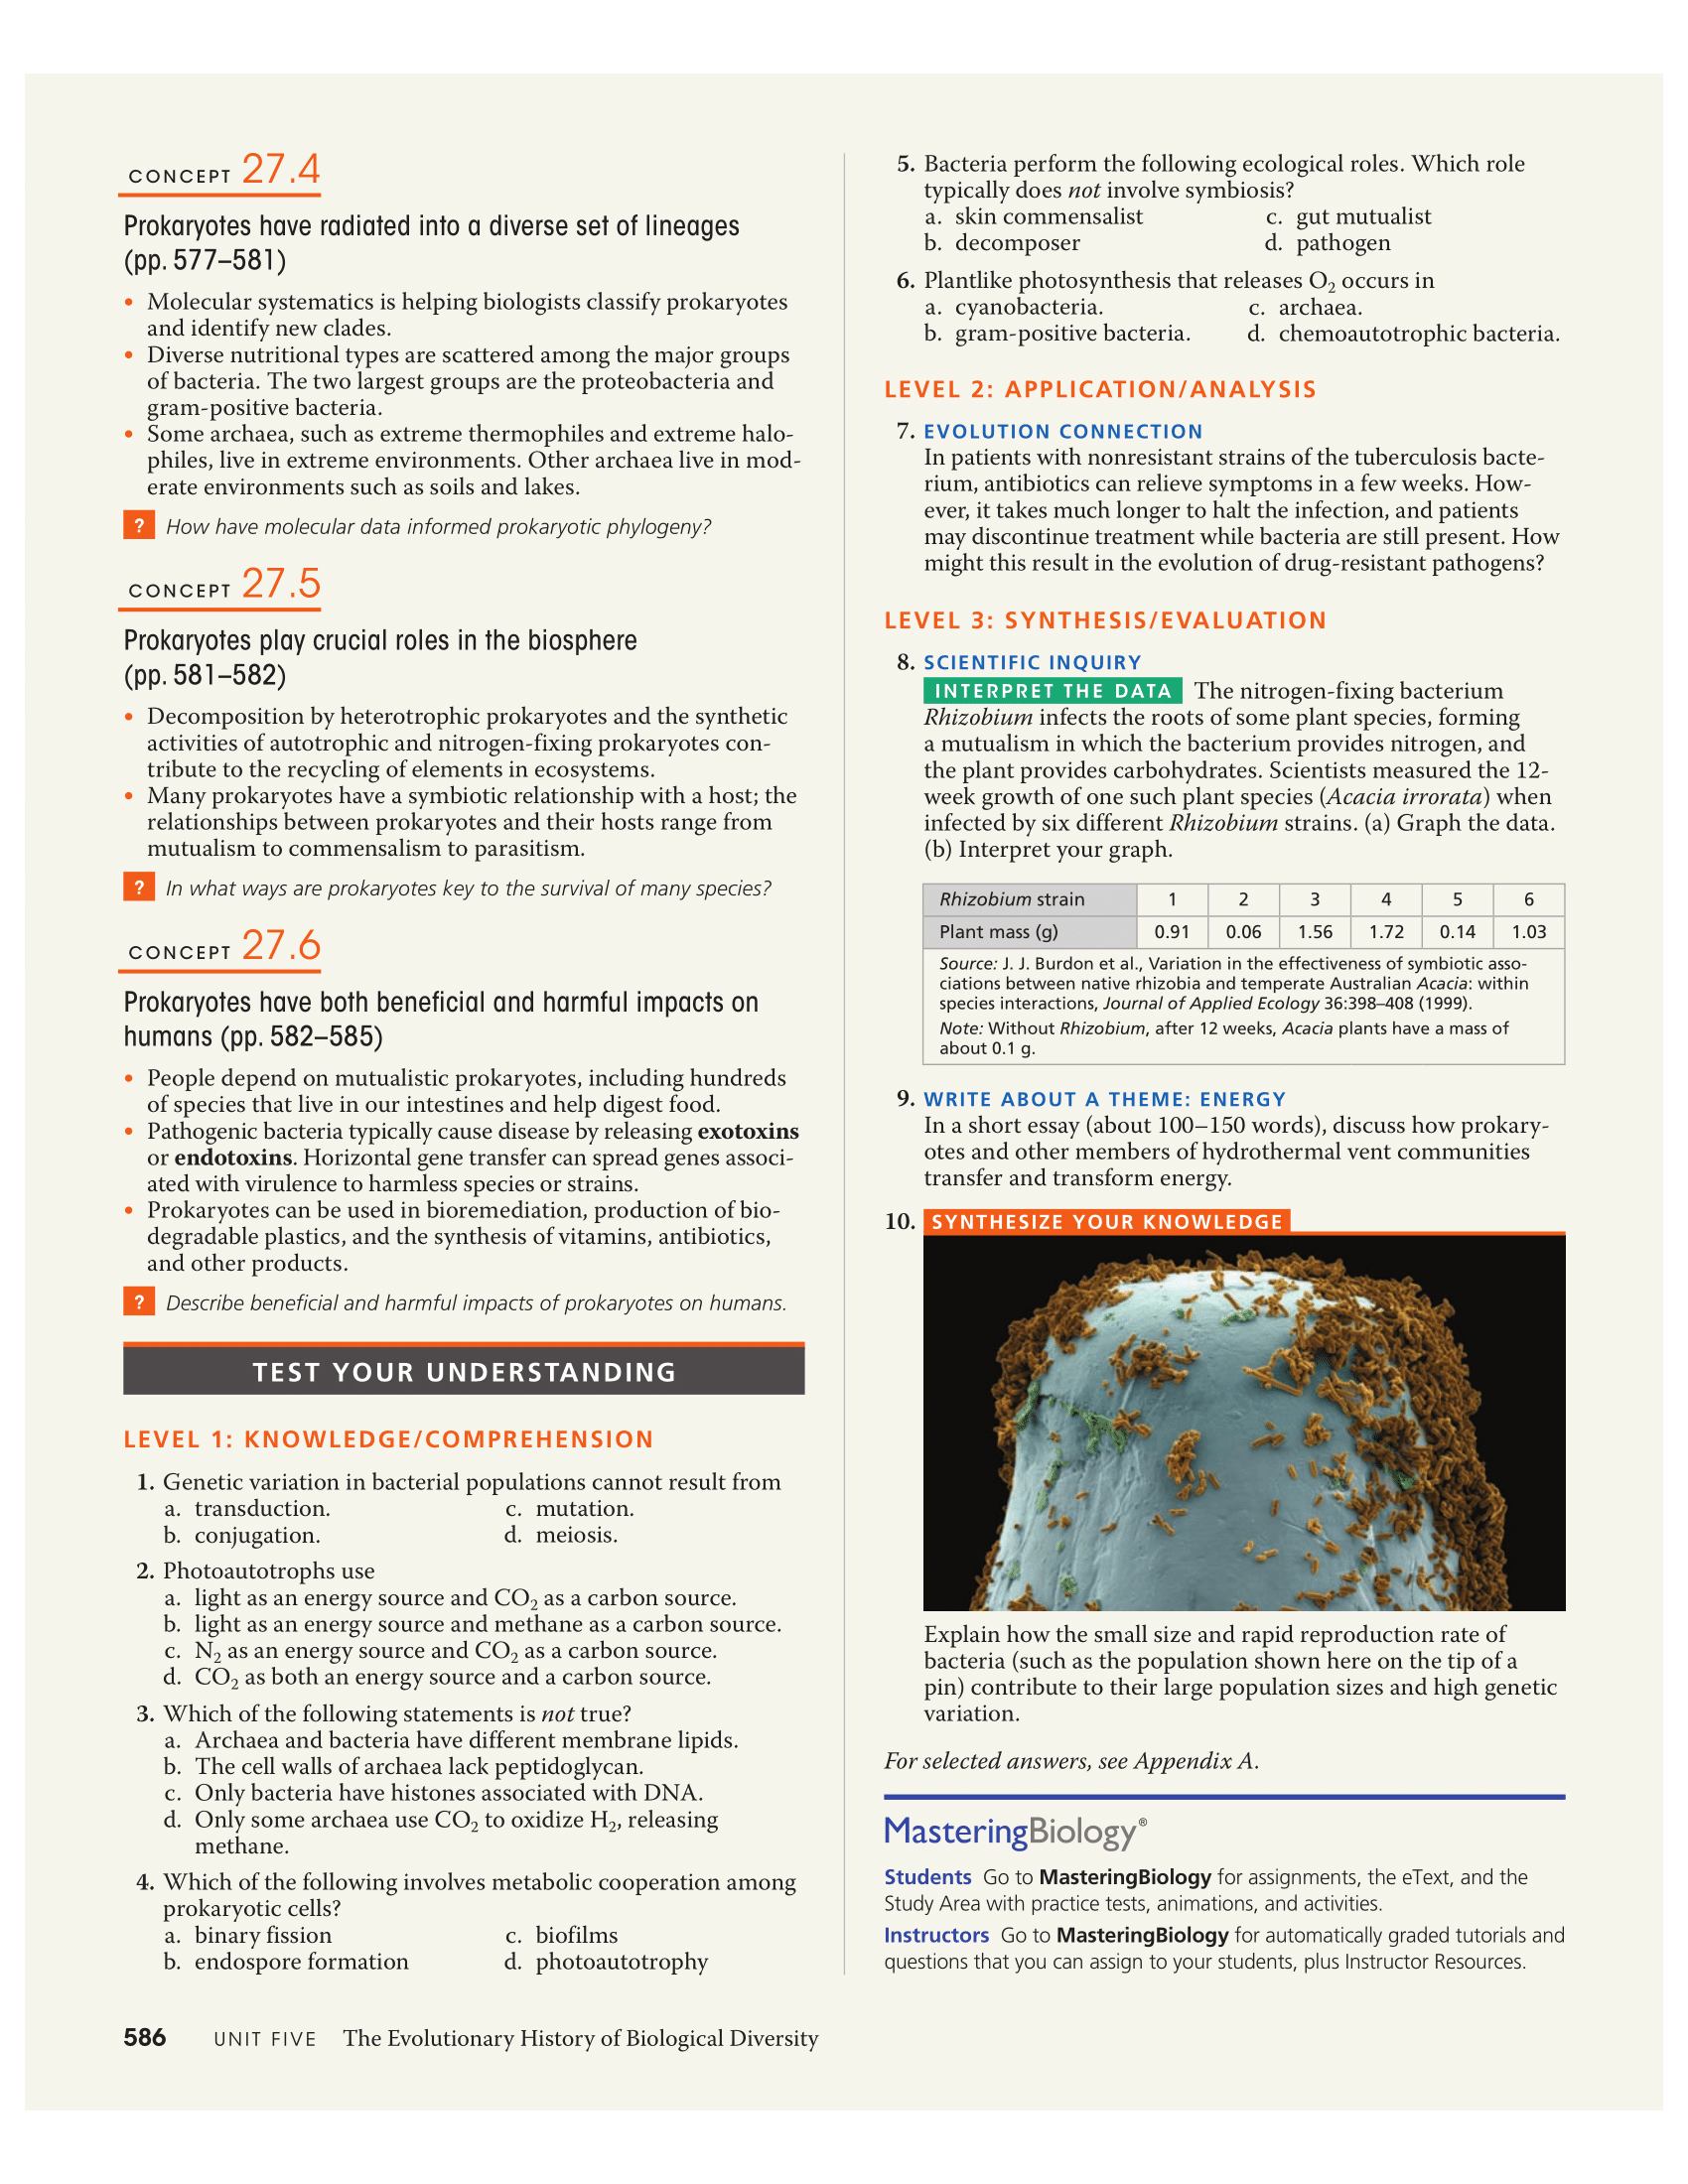 CONCEPT 27.4
Prokaryotes have radiated into a diverse set of lineages
(pp. 577–581)
• Molecular systematics is helping biologists classify prokaryotes
and identify new clades.
• Diverse nutritional types are scattered among the major groups
of bacteria. The two largest groups are the proteobacteria and
gram-positive bacteria.
• Some archaea, such as extreme thermophiles and extreme halo-
philes, live in extreme environments. Other archaea live in mod-
erate environments such as soils and lakes.
? How have molecular data informed prokaryotic phylogeny?
CONCEPT 27.5
Prokaryotes play crucial roles in the biosphere
(pp. 581–582)
• Decomposition by heterotrophic prokaryotes and the synthetic
activities of autotrophic and nitrogen-fixing prokaryotes con-
tribute to the recycling of elements in ecosystems.
• Many prokaryotes have a symbiotic relationship with a host; the
relationships between prokaryotes and their hosts range from
mutualism to commensalism to parasitism.
? In what ways are prokaryotes key to the survival of many species?
CONCEPT 27.6
Prokaryotes have both beneficial and harmful impacts on
humans (pp. 582–585)
• People depend on mutualistic prokaryotes, including hundreds
of species that live in our intestines and help digest food.
• Pathogenic bacteria typically cause disease by releasing exotoxins
or endotoxins. Horizontal gene transfer can spread genes associ-
ated with virulence to harmless species or strains.
• Prokaryotes can be used in bioremediation, production of bio-
degradable plastics, and the synthesis of vitamins, antibiotics,
and other products.
? Describe beneficial and harmful impacts of prokaryotes on humans.
TEST YOUR UNDERSTANDING
LEVEL 1: KNOWLEDGE/COMPREHENSION
1. Genetic variation in bacterial populations cannot result from
a. transduction. c. mutation.
b. conjugation. d. meiosis.
2. Photoautotrophs use
a. light as an energy source and CO₂ as a carbon source.
b. light as an energy source and methane as a carbon source.
c. N₂ as an energy source and CO₂ as a carbon source.
d. CO₂ as both an energy source and a carbon source.
3. Which of the following statements is not true?
a. Archaea and bacteria have different membrane lipids.
b. The cell walls of archaea lack peptidoglycan.
c. Only bacteria have histones associated with DNA.
d. Only some archaea use CO₂ to oxidize H₂, releasing
methane.
4. Which of the following involves metabolic cooperation among
prokaryotic cells?
a. binary fission c. biofilms
b. endospore formation d. photoautotrophy
5. Bacteria perform the following ecological roles. Which role
typically does not involve symbiosis?
a. skin commensalist c. gut mutualist
b. decomposer d. pathogen
6. Plantlike photosynthesis that releases O₂ occurs in
a. cyanobacteria. c. archaea.
b. gram-positive bacteria. d. chemoautotrophic bacteria.
LEVEL 2: APPLICATION/ANALYSIS
7. EVOLUTION CONNECTION
In patients with nonresistant strains of the tuberculosis bacte-
rium, antibiotics can relieve symptoms in a few weeks. How-
ever, it takes much longer to halt the infection, and patients
may discontinue treatment while bacteria are still present. How
might this result in the evolution of drug-resistant pathogens?
LEVEL 3: SYNTHESIS/EVALUATION
8. SCIENTIFIC INQUIRY
INTERPRET THE DATA The nitrogen-fixing bacterium
Rhizobium infects the roots of some plant species, forming
a mutualism in which the bacterium provides nitrogen, and
the plant provides carbohydrates. Scientists measured the 12-
week growth of one such plant species (Acacia irrorata) when
infected by six different Rhizobium strains. (a) Graph the data.
(b) Interpret your graph.
Rhizobium strain 1 2 3 4 5 6
Plant mass (g) 0.91 0.06 1.56 1.72 0.14 1.03
Source: J. J. Burdon et al., Variation in the effectiveness of symbiotic asso-
ciations between native rhizobia and temperate Australian Acacia: within
species interactions, Journal of Applied Ecology 36:398–408 (1999).
Note: Without Rhizobium, after 12 weeks, Acacia plants have a mass of
about 0.1 g.
9. WRITE ABOUT A THEME: ENERGY
In a short essay (about 100–150 words), discuss how prokary-
otes and other members of hydrothermal vent communities
transfer and transform energy.
10. SYNTHESIZE YOUR KNOWLEDGE
Explain how the small size and rapid reproduction rate of
bacteria (such as the population shown here on the tip of a
pin) contribute to their large population sizes and high genetic
variation.
For selected answers, see Appendix A.
MasteringBiology®
Students Go to MasteringBiology for assignments, the eText, and the
Study Area with practice tests, animations, and activities.
Instructors Go to MasteringBiology for automatically graded tutorials and
questions that you can assign to your students, plus Instructor Resources.
586 UNIT FIVE The Evolutionary History of Biological Diversity